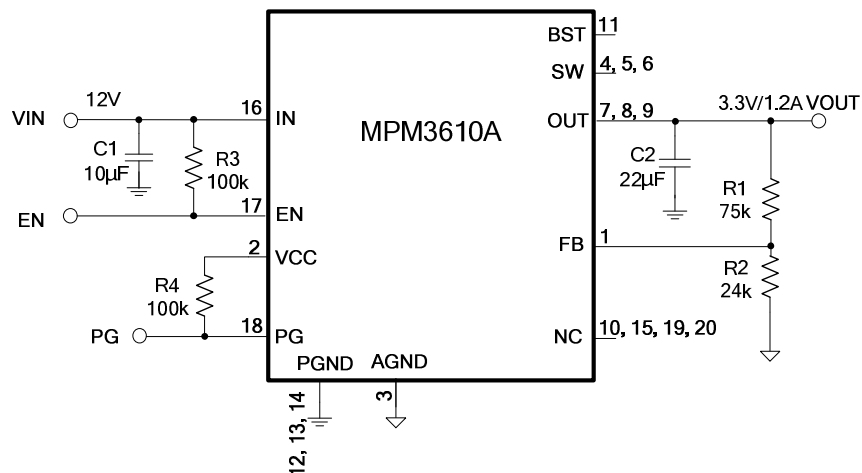 BST
11
SW
4, 5, 6
12V
3.3V/1.2A VOUT
VIN
16
IN
MPM3610A
OUT
7, 8, 9
C1
10µF
R3
100k
C2
22µF
R1
75k
EN
17
EN
2
VCC
FB
1
R2
24k
R4
100k
PG
18
PG
NC
10, 15, 19, 20
PGND
AGND
12, 13, 14
3